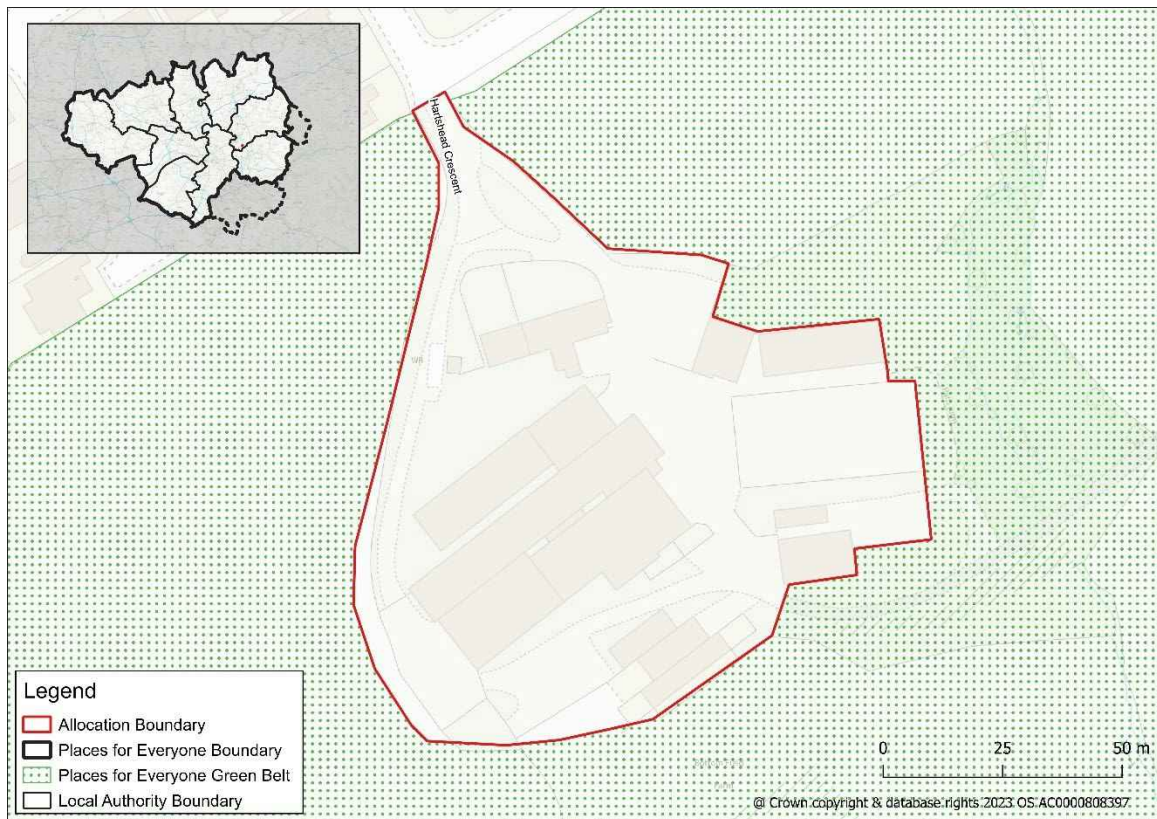 Hartshead Crescent
WB
Legend
Allocation Boundary
Places for Everyone Boundary
Places for Everyone Green Belt
Local Authority Boundary
0 25 50 m
@ Crown copyright & database rights 2023 OS AC0000808397